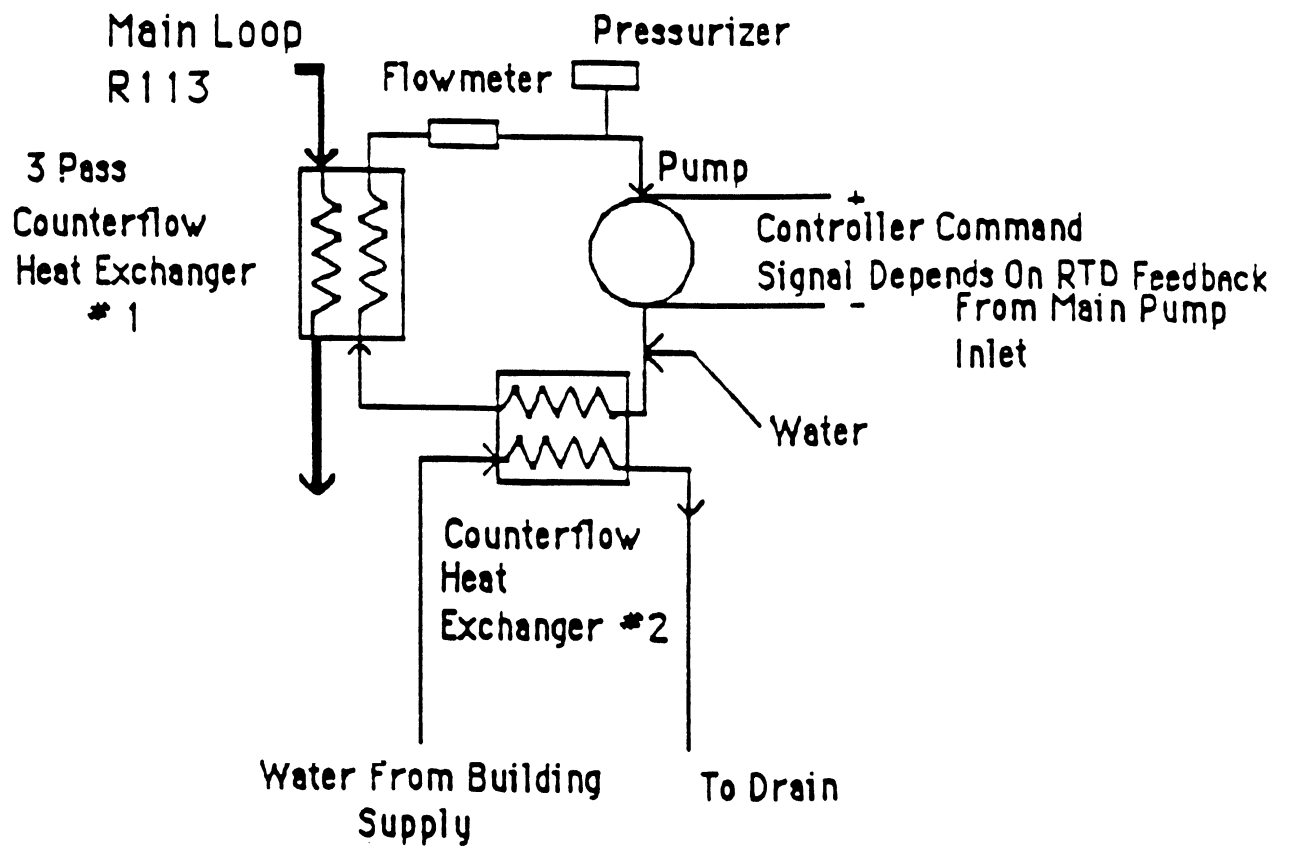 Main Loop
R113
Pressurizer
Flowmeter
3 Pass
Counterflow
Heat Exchanger
# 1
Pump
+
Controller Command
Signal Depends On RTD Feedback
- From Main Pump
Inlet
Water
Counterflow
Heat
Exchanger #2
Water From Building
Supply
To Drain